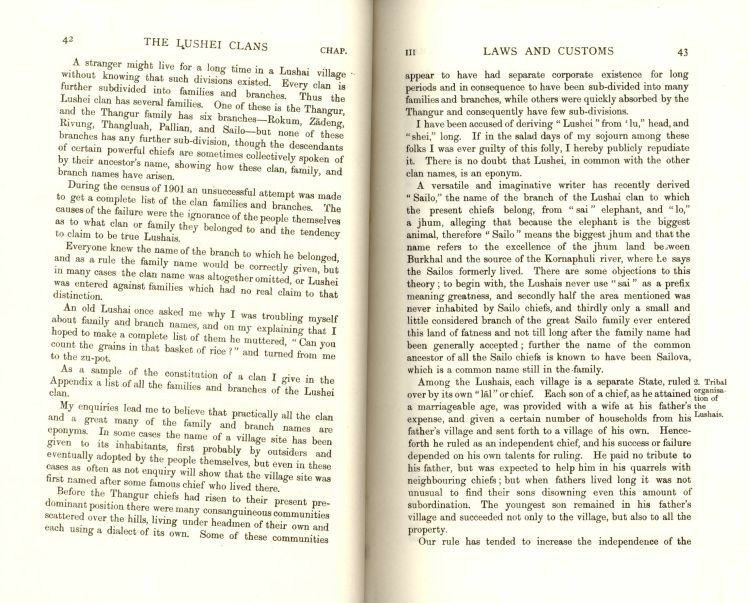 42
THE LUSHEI CLANS
CHAP.
A stranger might live for a long time in a Lushai village
without knowing that such divisions existed. Every clan is
further subdivided into families and branches. Thus the
Lushei clan has several families. One of these is the Thangur,
and the Thangur family has six branches—Rokum, Zādeng,
Rivung, Thangluah, Pallian, and Sailo—but none of these
branches has any further sub-division, though the descendants
of certain powerful chiefs are sometimes collectively spoken of
by their ancestor's name, showing how these clan, family, and
branch names have arisen.
During the census of 1901 an unsuccessful attempt was made
to get a complete list of the clan families and branches. The
causes of the failure were the ignorance of the people themselves
as to what clan or family they belonged to and the tendency
to claim to be true Lushais.
Everyone knew the name of the branch to which he belonged,
and as a rule the family name would be correctly given, but
in many cases the clan name was altogether omitted, or Lushei
was entered against families which had no real claim to that
distinction.
An old Lushai once asked me why I was troubling myself
about family and branch names, and on my explaining that I
hoped to make a complete list of them he muttered, "Can you
count the grains in that basket of rice?" and turned from me
to the zu-pot.
As a sample of the constitution of a clan I give in the
Appendix a list of all the families and branches of the Lushei
clan.
My enquiries lead me to believe that practically all the clan
and a great many of the family and branch names are
eponyms. In some cases the name of a village site has been
given to its inhabitants, first probably by outsiders and
eventually adopted by the people themselves, but even in these
cases as often as not enquiry will show that the village site was
first named after some famous chief who lived there.
Before the Thangur chiefs had risen to their present pre-
dominant position there were many consanguineous communities
scattered over the hills, living under headmen of their own and
each using a dialect of its own. Some of these communities
III
LAWS AND CUSTOMS
43
appear to have had separate corporate existence for long
periods and in consequence to have been sub-divided into many
families and branches, while others were quickly absorbed by the
Thangur and consequently have few sub-divisions.
I have been accused of deriving "Lushei" from 'lu," head, and
"shei," long. If in the salad days of my sojourn among these
folks I was ever guilty of this folly, I hereby publicly repudiate
it. There is no doubt that Lushei, in common with the other
clan names, is an eponym.
A versatile and imaginative writer has recently derived
"Sailo," the name of the branch of the Lushai clan to which
the present chiefs belong, from "sai" elephant, and "lo,"
a jhum, alleging that because the elephant is the biggest
animal, therefore "Sailo" means the biggest jhum and that the
name refers to the excellence of the jhum land be.ween
Burkhal and the source of the Kornaphuli river, where he says
the Sailos formerly lived. There are some objections to this
theory; to begin with, the Lushais never use "sai" as a prefix
meaning greatness, and secondly half the area mentioned was
never inhabited by Sailo chiefs, and thirdly only a small and
little considered branch of the great Sailo family ever entered
this land of fatness and not till long after the family name had
been generally accepted; further the name of the common
ancestor of all the Sailo chiefs is known to have been Sailova,
which is a common name still in the family.
Among the Lushais, each village is a separate State, ruled
over by its own "lāl" or chief. Each son of a chief, as he attained
a marriageable age, was provided with a wife at his father's
expense, and given a certain number of households from his
father's village and sent forth to a village of his own. Hence-
forth he ruled as an independent chief, and his success or failure
depended on his own talents for ruling. He paid no tribute to
his father, but was expected to help him in his quarrels with
neighbouring chiefs; but when fathers lived long it was not
unusual to find their sons disowning even this amount of
subordination. The youngest son remained in his father's
village and succeeded not only to the village, but also to all the
property.
Our rule has tended to increase the independence of the
2. Tribal
organisa-
tion of
the
Lushais.